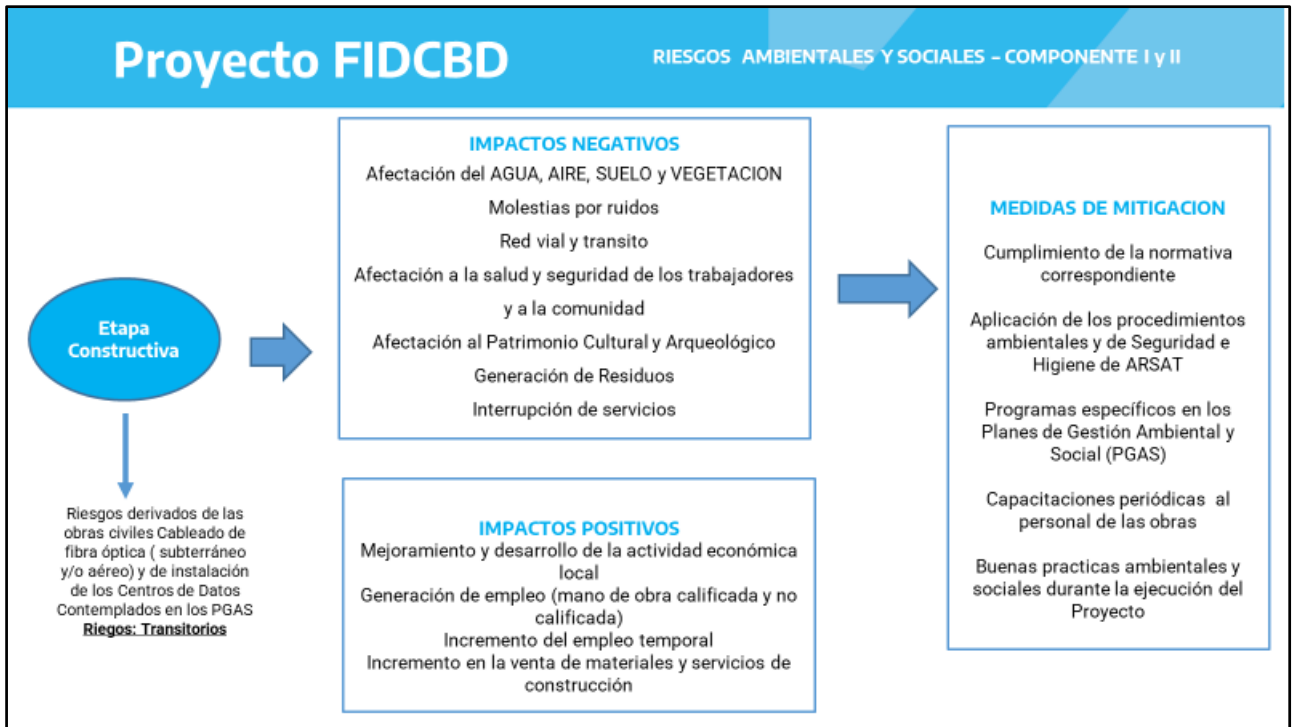 Proyecto FIDCBD
RIESGOS AMBIENTALES Y SOCIALES – COMPONENTE I y II
Etapa
Constructiva
Riesgos derivados de las
obras civiles Cableado de
fibra óptica ( subterráneo
y/o aéreo) y de instalación
de los Centros de Datos
Contemplados en los PGAS
Riegos: Transitorios
IMPACTOS NEGATIVOS
Afectación del AGUA, AIRE, SUELO y VEGETACION
Molestias por ruidos
Red vial y transito
Afectación a la salud y seguridad de los trabajadores
y a la comunidad
Afectación al Patrimonio Cultural y Arqueológico
Generación de Residuos
Interrupción de servicios
IMPACTOS POSITIVOS
Mejoramiento y desarrollo de la actividad económica
local
Generación de empleo (mano de obra calificada y no
calificada)
Incremento del empleo temporal
Incremento en la venta de materiales y servicios de
construcción
MEDIDAS DE MITIGACION
Cumplimiento de la normativa
correspondiente
Aplicación de los procedimientos
ambientales y de Seguridad e
Higiene de ARSAT
Programas específicos en los
Planes de Gestión Ambiental y
Social (PGAS)
Capacitaciones periódicas al
personal de las obras
Buenas practicas ambientales y
sociales durante la ejecución del
Proyecto